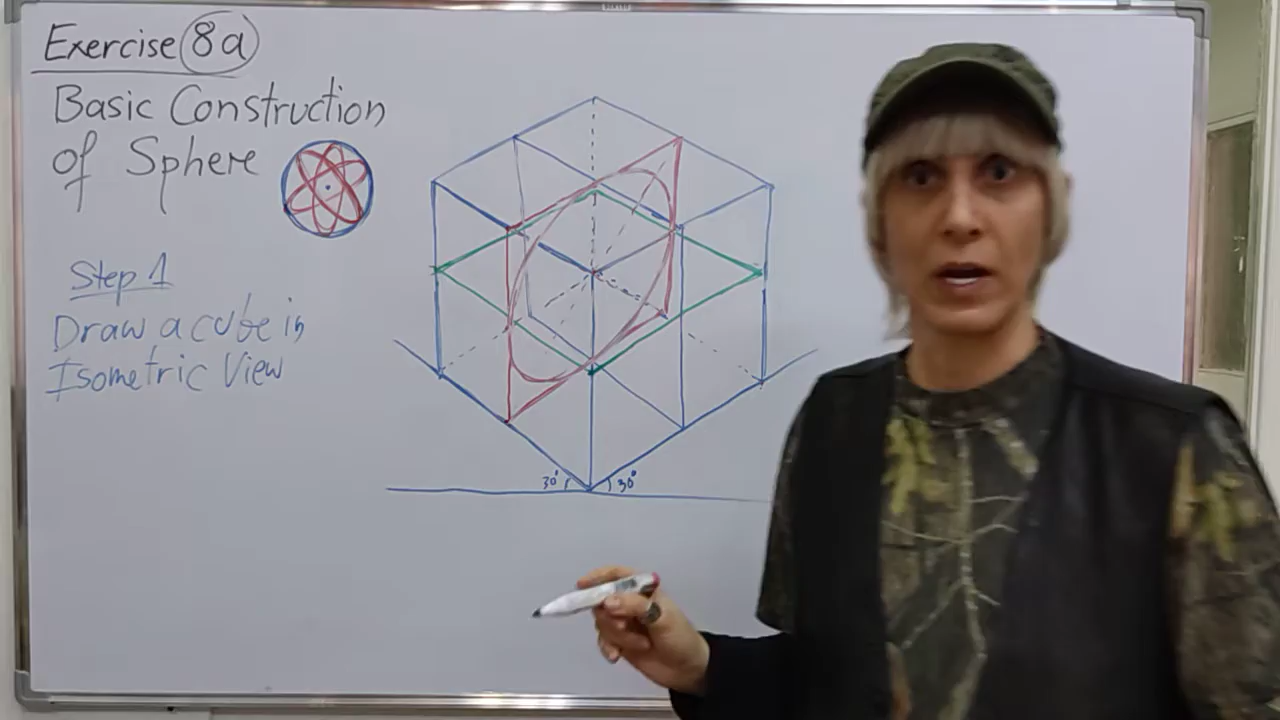 Exercise 8a
Basic Construction
of Sphere
Step 1
Draw a cube in
Isometric View
30° 30°